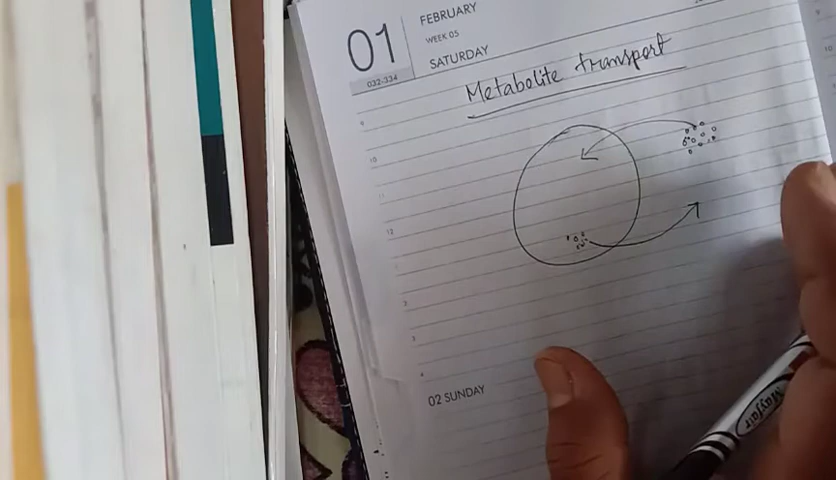 01
FEBRUARY
WEEK 05
SATURDAY
032-334
Metabolite transport
9
10
11
12
1
2
3
4
02 SUNDAY
Mayfair